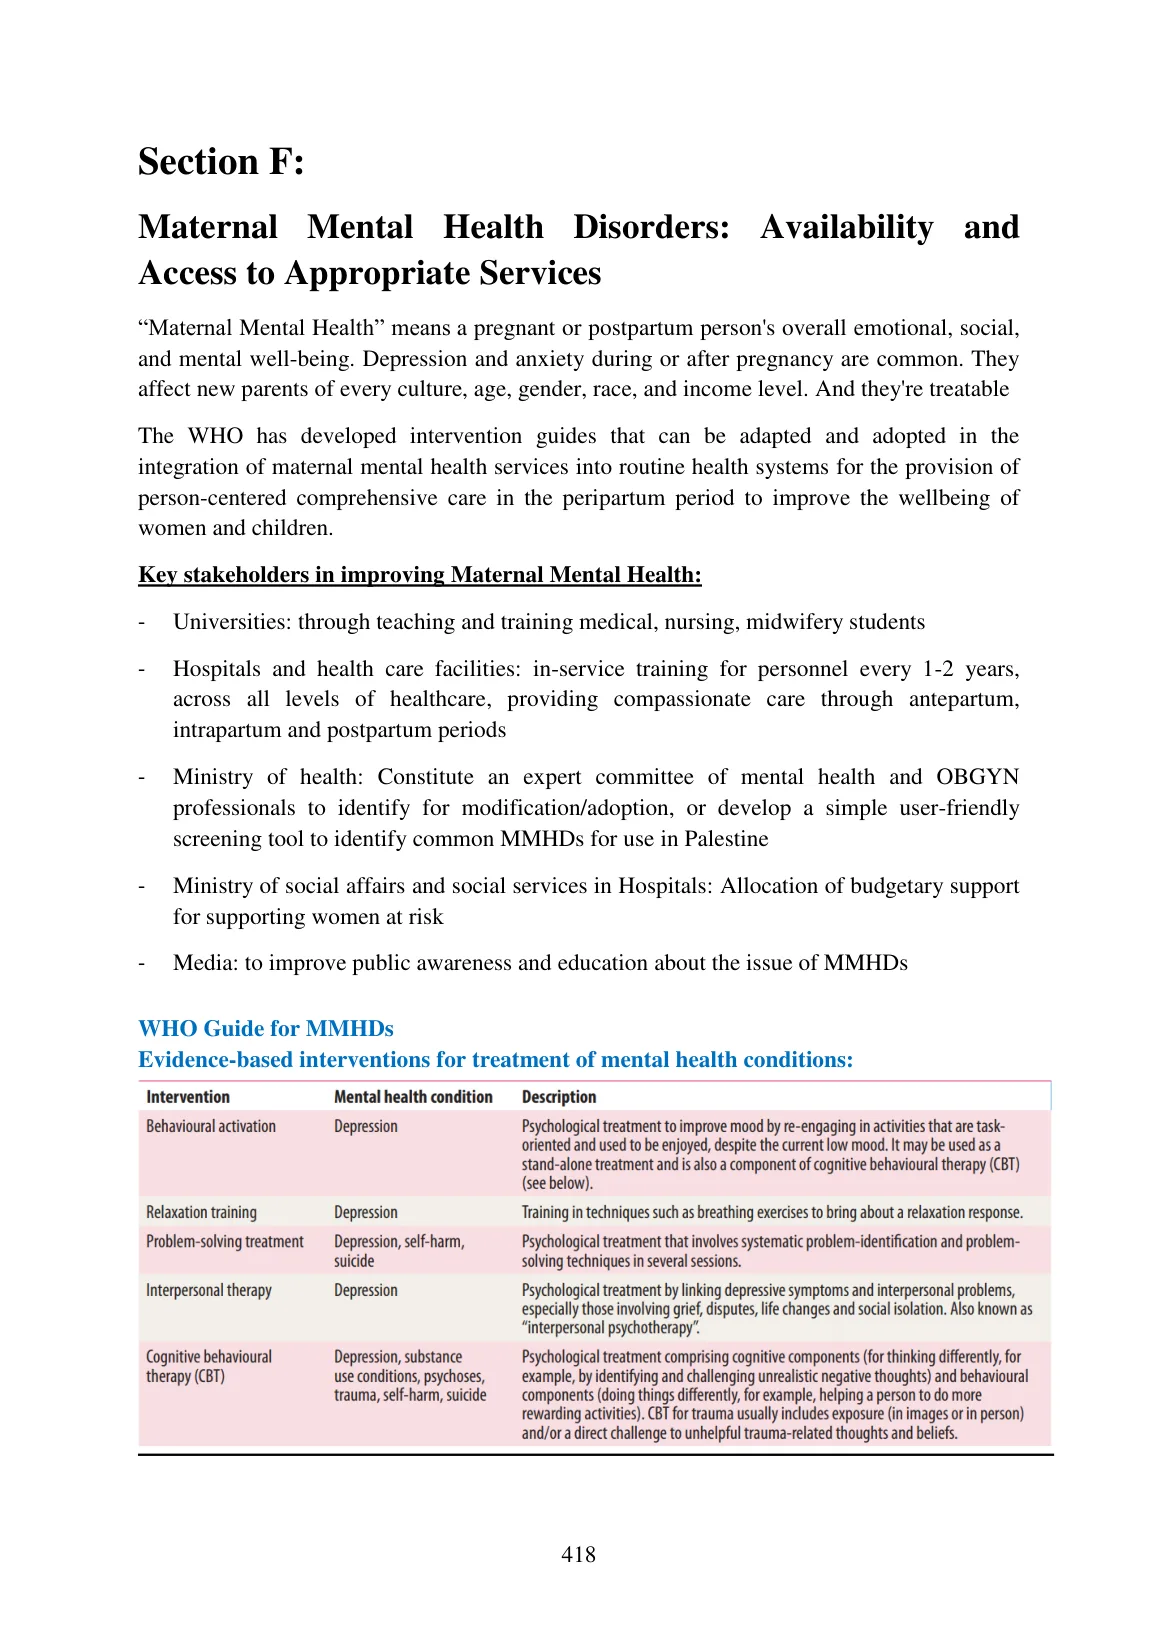 Section F:
Maternal Mental Health Disorders: Availability and
Access to Appropriate Services
“Maternal Mental Health” means a pregnant or postpartum person's overall emotional, social,
and mental well-being. Depression and anxiety during or after pregnancy are common. They
affect new parents of every culture, age, gender, race, and income level. And they're treatable
The WHO has developed intervention guides that can be adapted and adopted in the
integration of maternal mental health services into routine health systems for the provision of
person-centered comprehensive care in the peripartum period to improve the wellbeing of
women and children.
Key stakeholders in improving Maternal Mental Health:
- Universities: through teaching and training medical, nursing, midwifery students
- Hospitals and health care facilities: in-service training for personnel every 1-2 years,
across all levels of healthcare, providing compassionate care through antepartum,
intrapartum and postpartum periods
- Ministry of health: Constitute an expert committee of mental health and OBGYN
professionals to identify for modification/adoption, or develop a simple user-friendly
screening tool to identify common MMHDs for use in Palestine
- Ministry of social affairs and social services in Hospitals: Allocation of budgetary support
for supporting women at risk
- Media: to improve public awareness and education about the issue of MMHDs
WHO Guide for MMHDs
Evidence-based interventions for treatment of mental health conditions:
Intervention Mental health condition Description
Behavioural activation Depression Psychological treatment to improve mood by re-engaging in activities that are task-
oriented and used to be enjoyed, despite the current low mood. It may be used as a
stand-alone treatment and is also a component of cognitive behavioural therapy (CBT)
(see below).
Relaxation training Depression Training in techniques such as breathing exercises to bring about a relaxation response.
Problem-solving treatment Depression, self-harm, Psychological treatment that involves systematic problem-identification and problem-
suicide solving techniques in several sessions.
Interpersonal therapy Depression Psychological treatment by linking depressive symptoms and interpersonal problems,
especially those involving grief, disputes, life changes and social isolation. Also known as
“interpersonal psychotherapy”.
Cognitive behavioural Depression, substance Psychological treatment comprising cognitive components (for thinking differently, for
therapy (CBT) use conditions, psychoses, example, by identifying and challenging unrealistic negative thoughts) and behavioural
trauma, self-harm, suicide components (doing things differently, for example, helping a person to do more
rewarding activities). CBT for trauma usually includes exposure (in images or in person)
and/or a direct challenge to unhelpful trauma-related thoughts and beliefs.
418